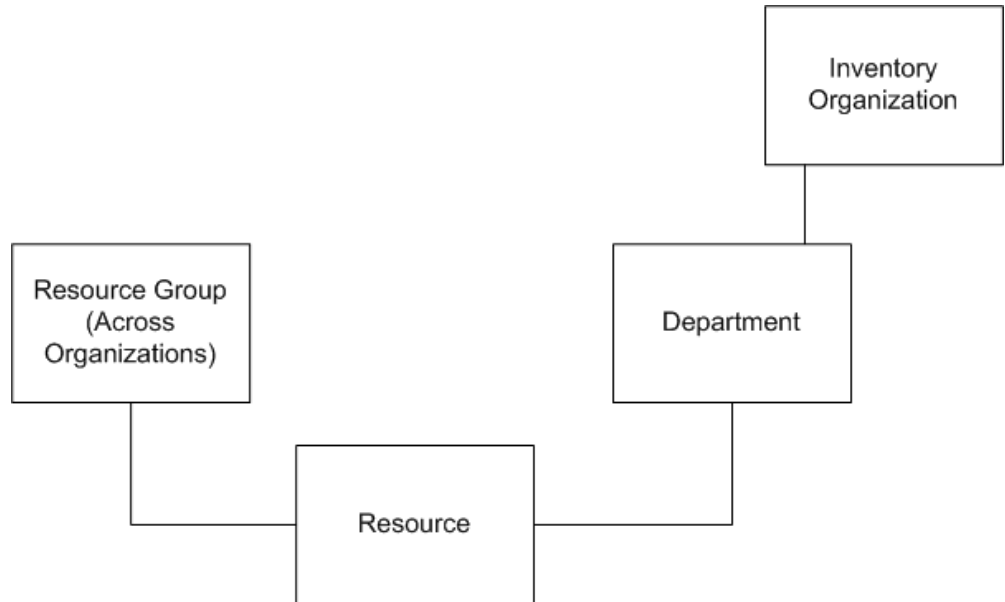 Inventory
Organization
Resource Group
(Across
Organizations)
Department
Resource